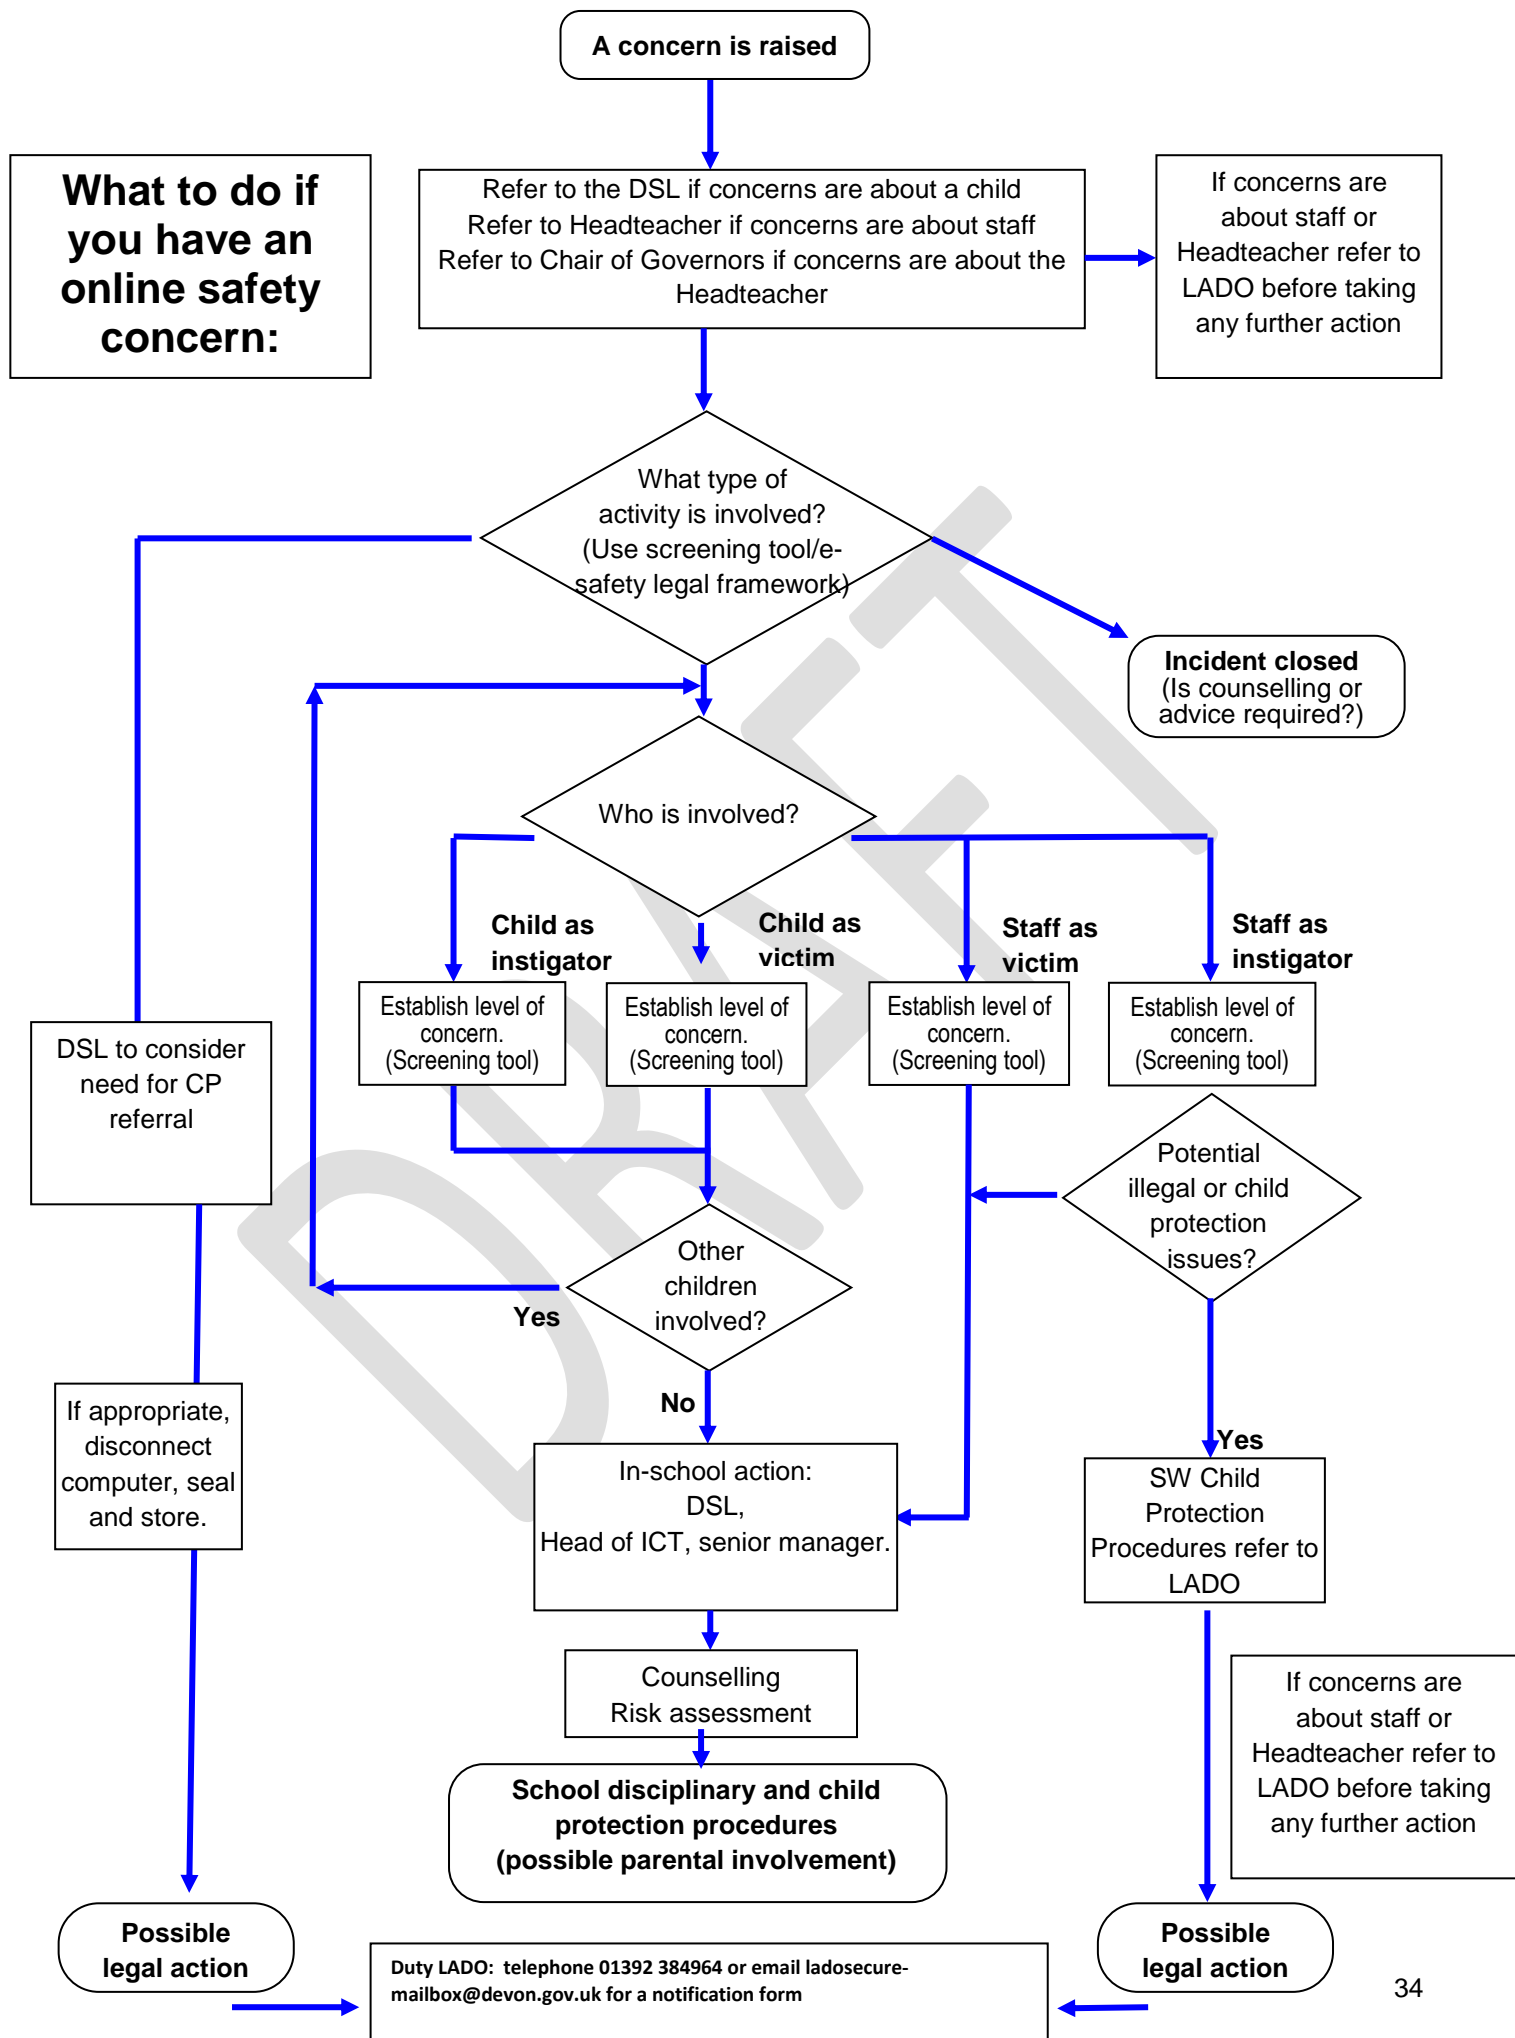 A concern is raised
What to do if
you have an
online safety
concern:
Refer to the DSL if concerns are about a child
Refer to Headteacher if concerns are about staff
Refer to Chair of Governors if concerns are about the
Headteacher
If concerns are
about staff or
Headteacher refer to
LADO before taking
any further action
What type of
activity is involved?
(Use screening tool/e-
safety legal framework)
Incident closed
(Is counselling or
advice required?)
Who is involved?
Child as
instigator
Child as
victim
Staff as
victim
Staff as
instigator
Establish level of
concern.
(Screening tool)
Establish level of
concern.
(Screening tool)
Establish level of
concern.
(Screening tool)
Establish level of
concern.
(Screening tool)
DSL to consider
need for CP
referral
Potential
illegal or child
protection
issues?
Other
children
involved?
Yes
No
If appropriate,
disconnect
computer, seal
and store.
Yes
In-school action:
DSL,
Head of ICT, senior manager.
SW Child
Protection
Procedures refer to
LADO
Counselling
Risk assessment
If concerns are
about staff or
Headteacher refer to
LADO before taking
any further action
School disciplinary and child
protection procedures
(possible parental involvement)
Possible
legal action
Possible
legal action
Duty LADO: telephone 01392 384964 or email ladosecure-
mailbox@devon.gov.uk for a notification form
34
DRAFT